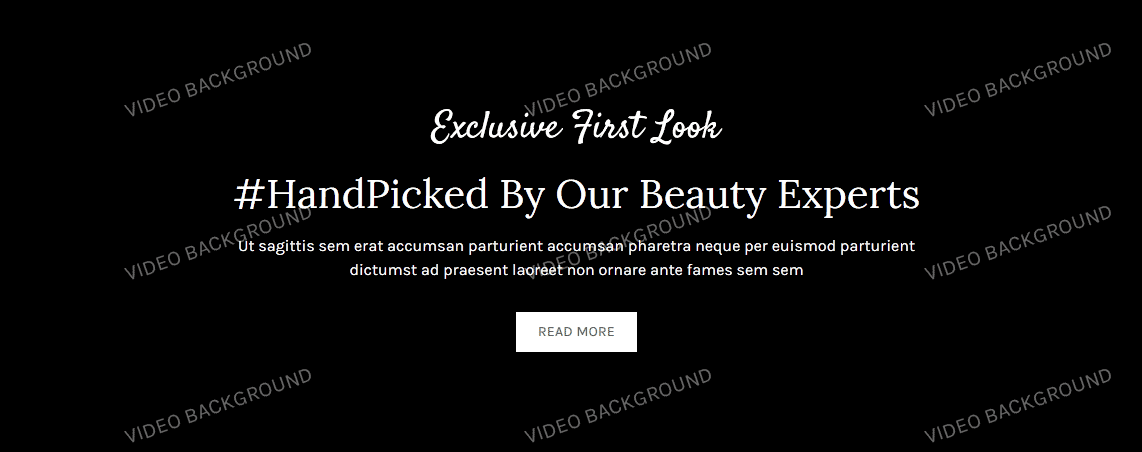 VIDEO BACKGROUND
VIDEO BACKGROUND
VIDEO BACKGROUND
Exclusive First Look
#HandPicked By Our Beauty Experts
VIDEO BACKGROUND
VIDEO BACKGROUND
VIDEO BACKGROUND
Ut sagittis sem erat accumsan parturient accumsan pharetra neque per euismod parturient
dictumst ad praesent laoreet non ornare ante fames sem sem
READ MORE
VIDEO BACKGROUND
VIDEO BACKGROUND
VIDEO BACKGROUND